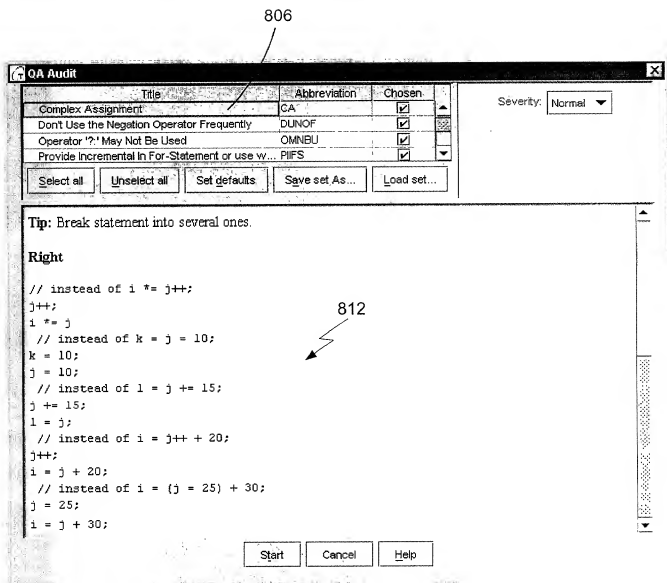 806
QA Audit
Title Abbreviation Chosen
Complex Assignment CA
Don't Use the Negation Operator Frequently DUNOF
Operator '?:' May Not Be Used OMNBU
Provide Incremental In For-Statement or use w... PIIFS
Severity: Normal
Select all Unselect all Set defaults Save set As... Load set...
Tip: Break statement into several ones.
Right
// instead of i *= j++;
j++;
i *= j
812
// instead of k = j = 10;
k = 10;
j = 10;
// instead of l = j += 15;
j += 15;
l = j;
// instead of i = j++ + 20;
j++;
i = j + 20;
// instead of i = (j = 25) + 30;
j = 25;
i = j + 30;
Start Cancel Help